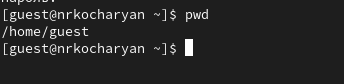 [guest@nrkocharyan ~]$ pwd
/home/guest
[guest@nrkocharyan ~]$